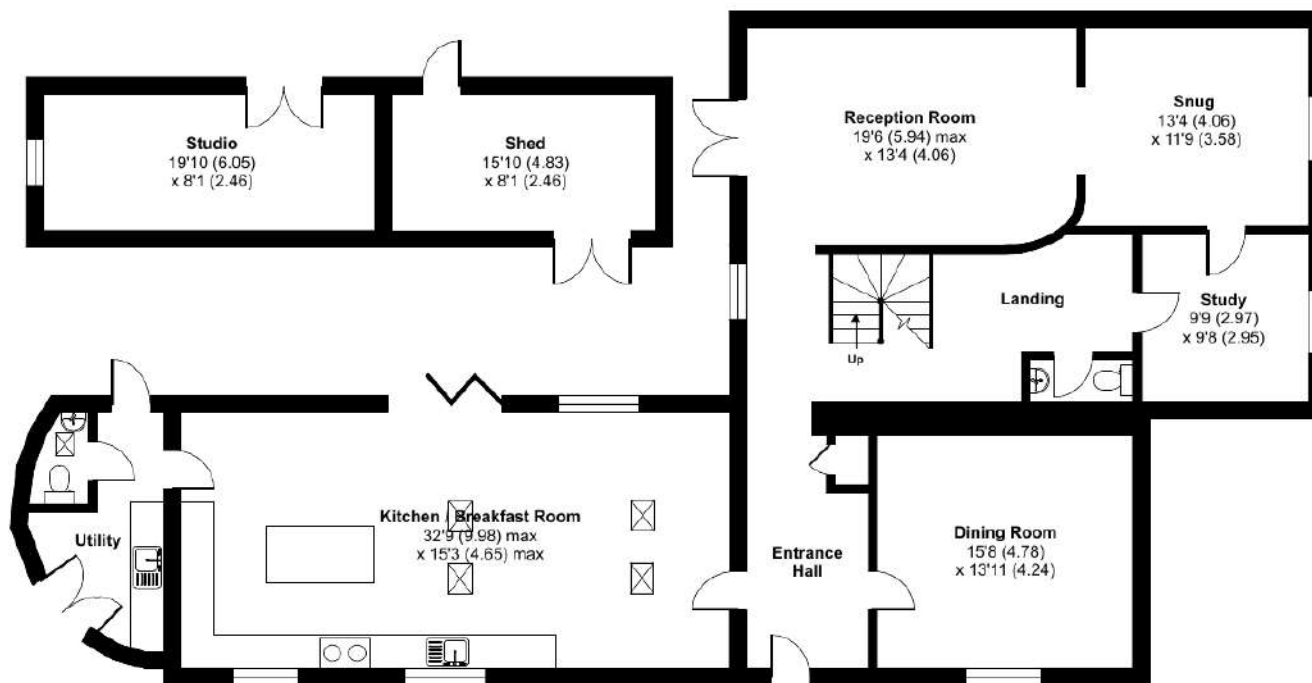 Studio
19'10 (6.05)
x 8'1 (2.46)
Shed
15'10 (4.83)
x 8'1 (2.46)
Reception Room
19'6 (5.94) max
x 13'4 (4.06)
Snug
13'4 (4.06)
x 11'9 (3.58)
Landing
Up
Study
9'9 (2.97)
x 9'8 (2.95)
Utility
Kitchen / Breakfast Room
32'9 (9.98) max
x 15'3 (4.65) max
Entrance
Hall
Dining Room
15'8 (4.78)
x 13'11 (4.24)